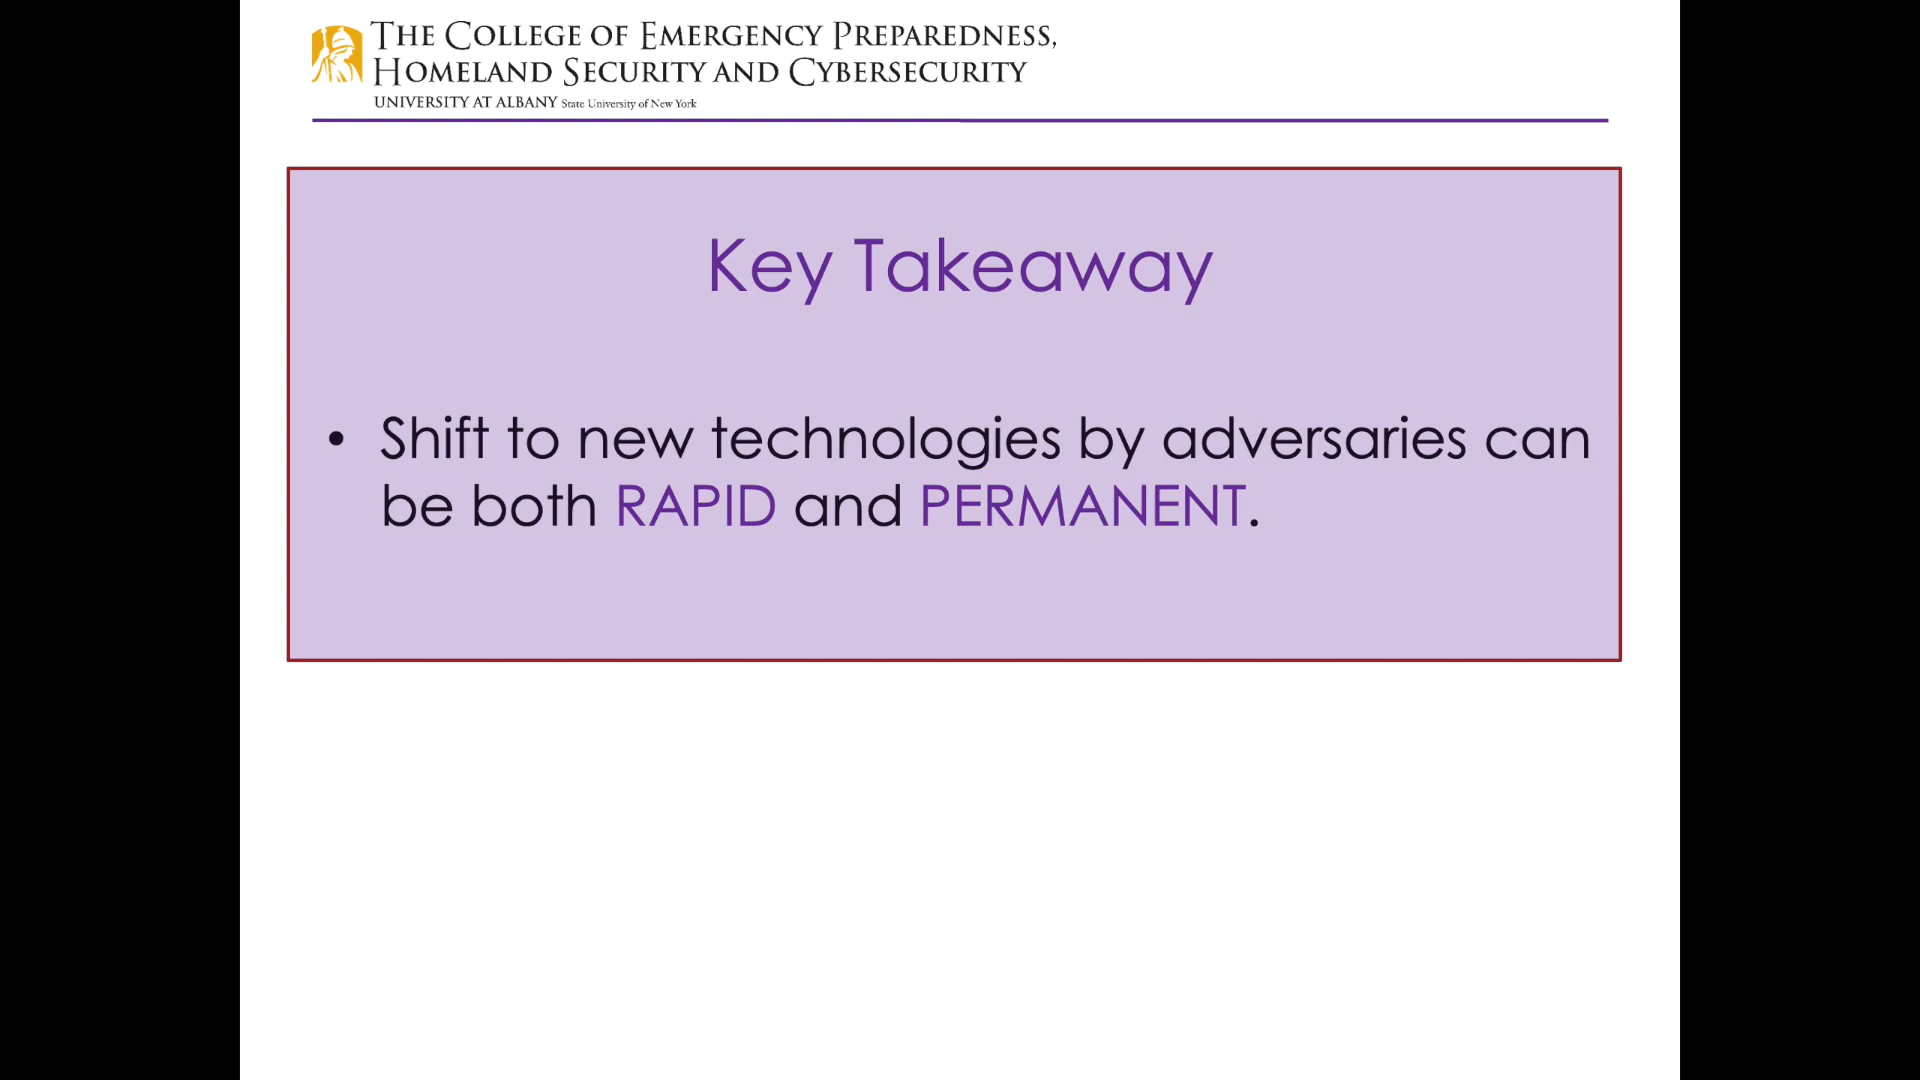 The College of Emergency Preparedness,
Homeland Security and Cybersecurity
UNIVERSITY AT ALBANY State University of New York
Key Takeaway
• Shift to new technologies by adversaries can
be both RAPID and PERMANENT.